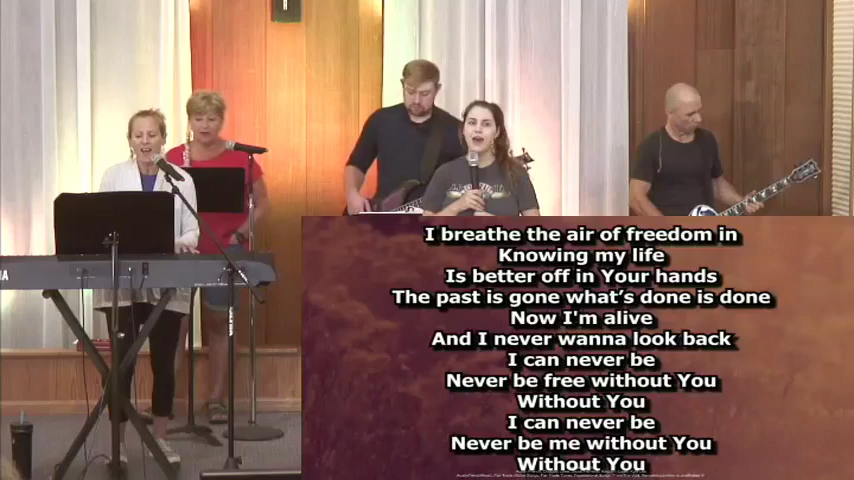 I breathe the air of freedom in
Knowing my life
Is better off in Your hands
The past is gone what’s done is done
Now I'm alive
And I never wanna look back
I can never be
Never be free without You
Without You
I can never be
Never be me without You
Without You